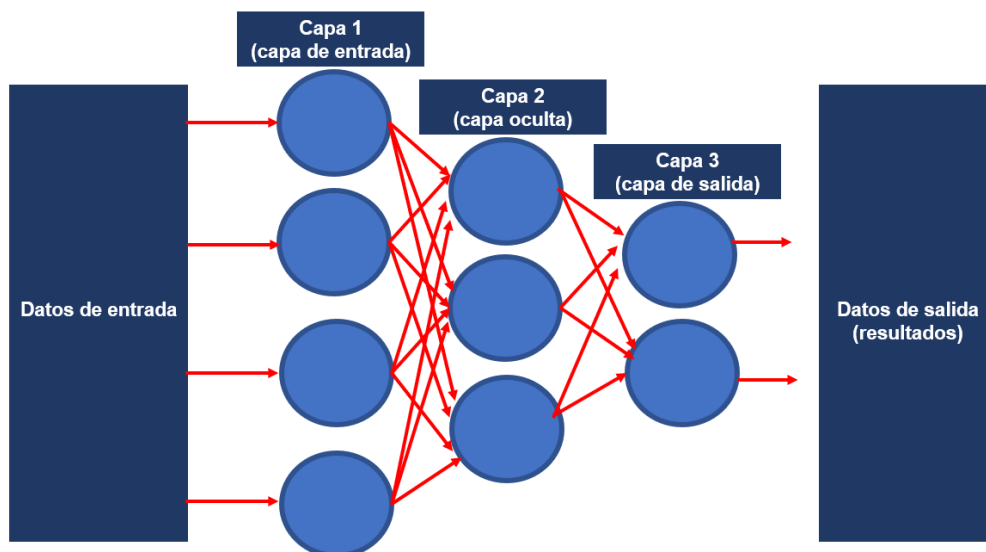 Capa 1
(capa de entrada)
Capa 2
(capa oculta)
Capa 3
(capa de salida)
Datos de entrada
Datos de salida
(resultados)